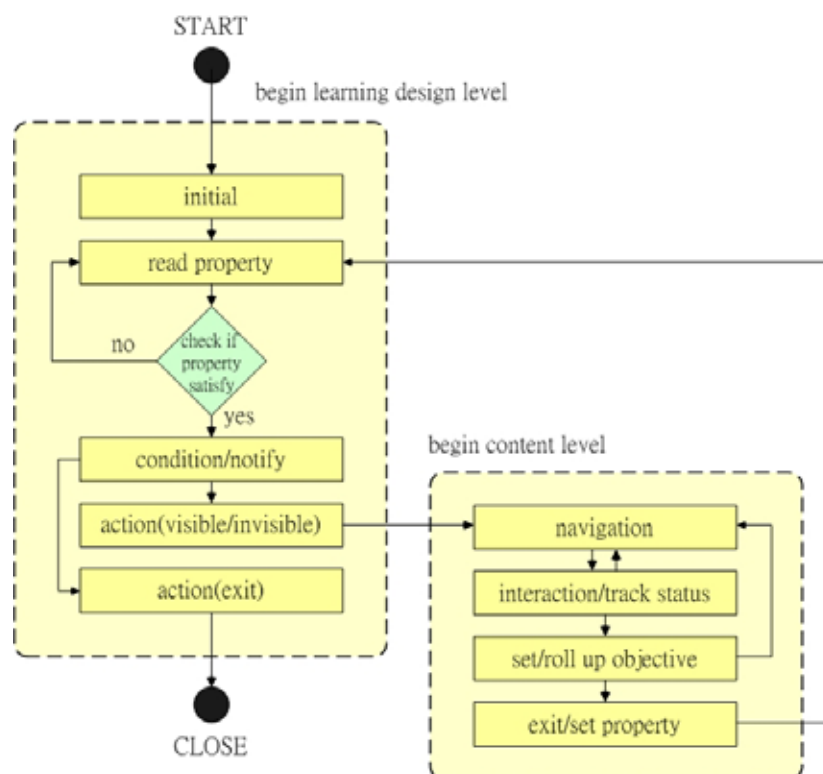 START
begin learning design level
initial
read property
no
check if
property
satisfy
yes
condition/notify
action(visible/invisible)
action(exit)
CLOSE
begin content level
navigation
interaction/track status
set/roll up objective
exit/set property